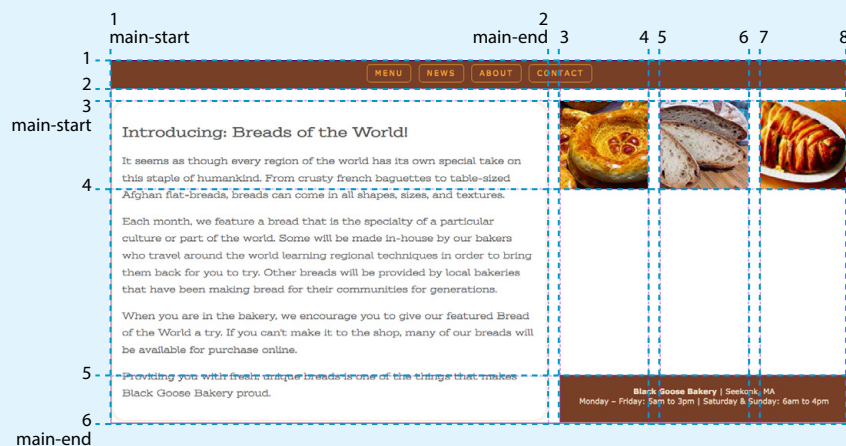 1
main-start
2
main-end
3
4
5
6
7
8
1
2
3
main-start
4
5
6
main-end
MENU
NEWS
ABOUT
CONTACT
Introducing: Breads of the World!
It seems as though every region of the world has its own special take on
this staple of humankind. From crusty french baguettes to table-sized
Afghan flat-breads, breads can come in all shapes, sizes, and textures.
Each month, we feature a bread that is the specialty of a particular
culture or part of the world. Some will be made in-house by our bakers
who travel around the world learning regional techniques in order to bring
them back for you to try. Other breads will be provided by local bakeries
that have been making bread for their communities for generations.
When you are in the bakery, we encourage you to give our featured Bread
of the World a try. If you can't make it to the shop, many of our breads will
be available for purchase online.
Providing you with fresh, unique breads is one of the things that makes
Black Goose Bakery proud.
Black Goose Bakery | Seekonk, MA
Monday – Friday: 5am to 3pm | Saturday & Sunday: 6am to 4pm